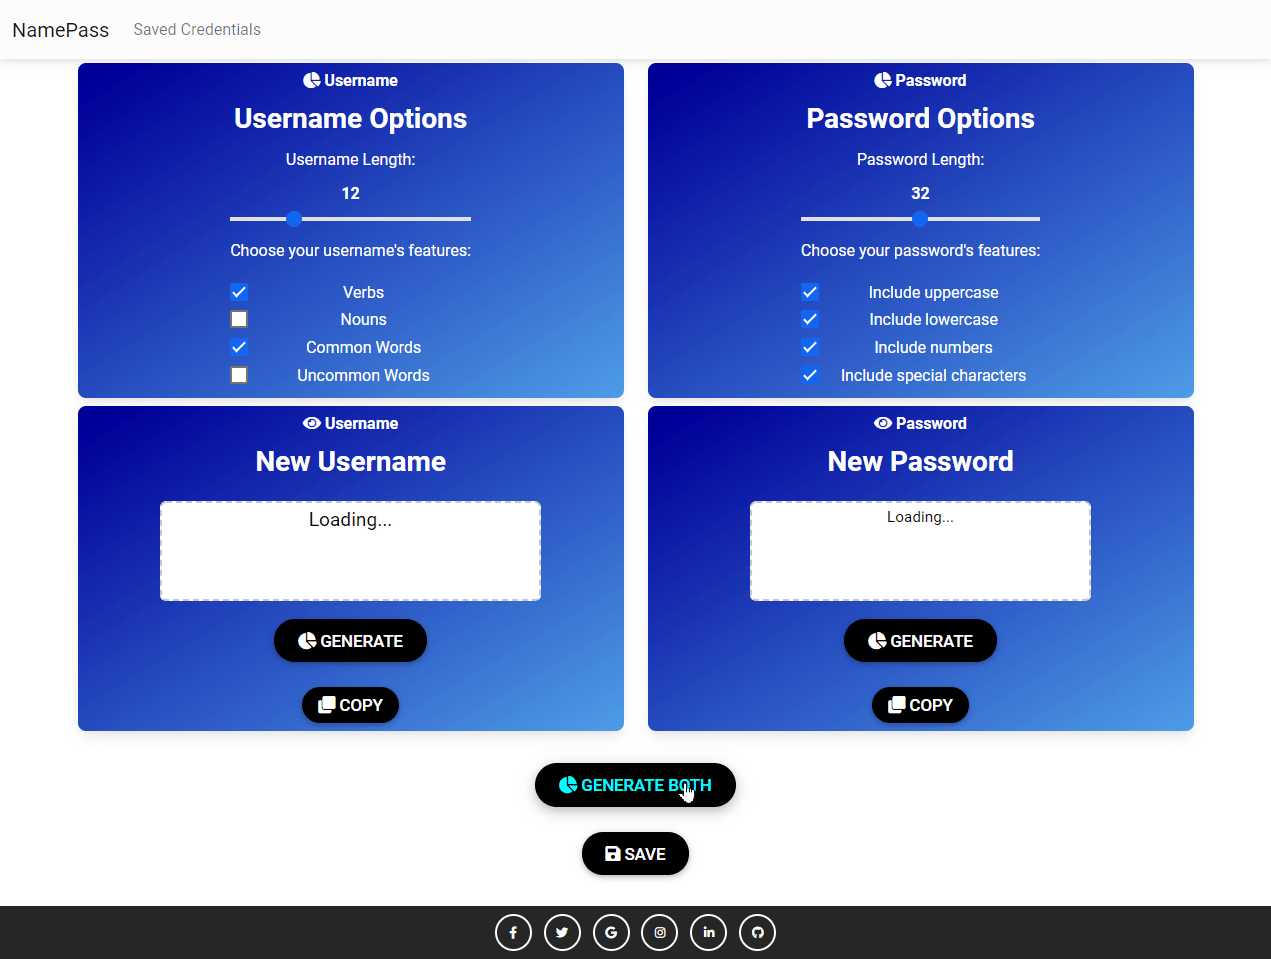 NamePass Saved Credentials
Username
Username Options
Username Length:
12
Choose your username's features:
Verbs
Nouns
Common Words
Uncommon Words
Password
Password Options
Password Length:
32
Choose your password's features:
Include uppercase
Include lowercase
Include numbers
Include special characters
Username
New Username
Loading...
GENERATE
COPY
Password
New Password
Loading...
GENERATE
COPY
GENERATE BOTH
SAVE